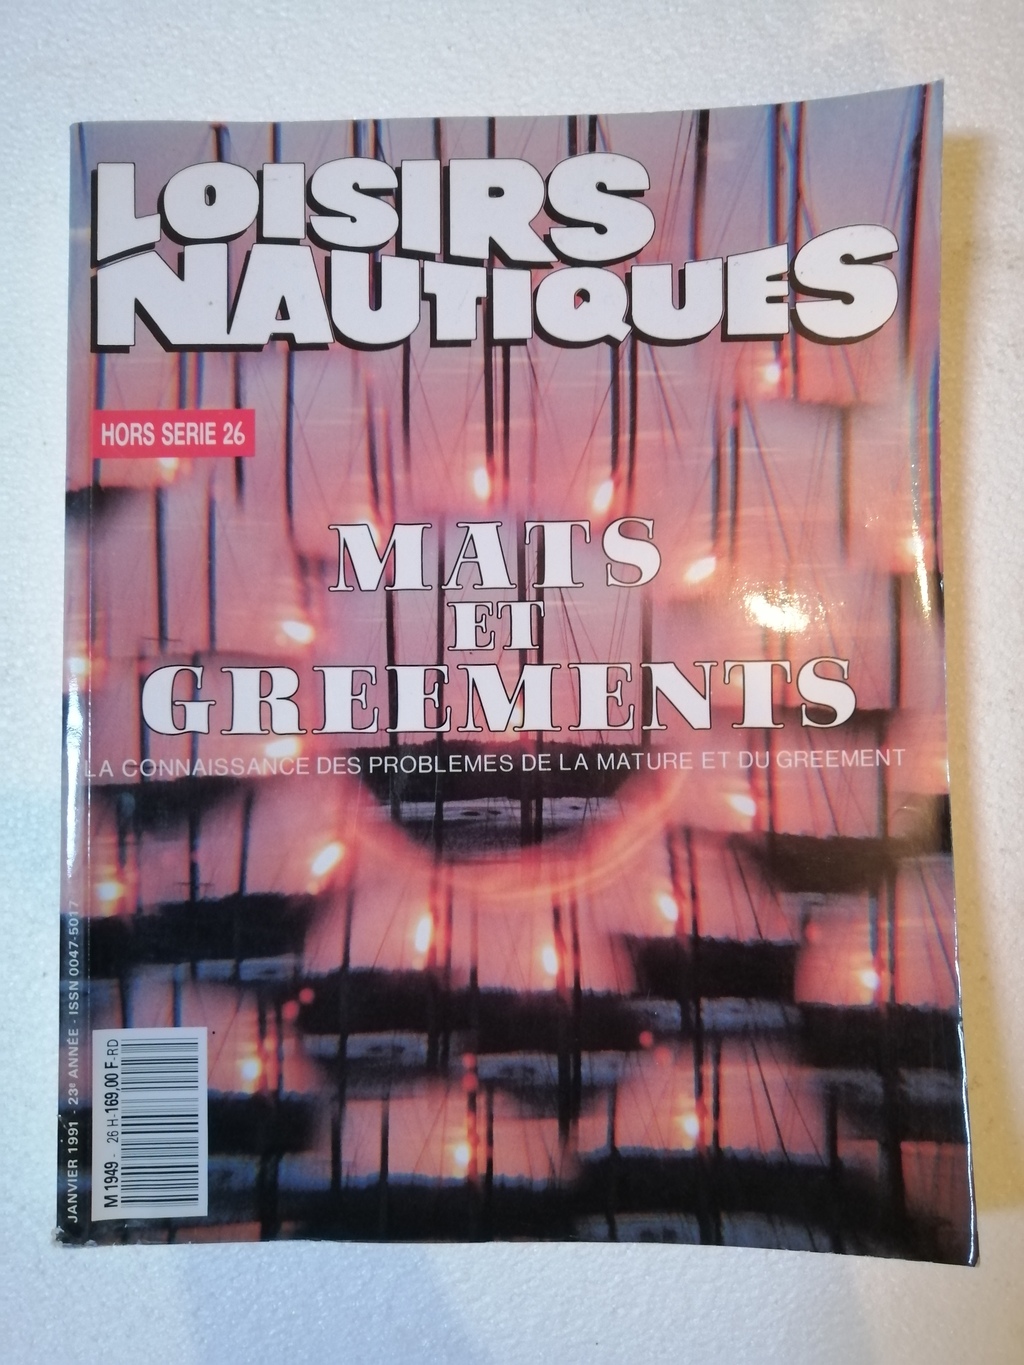 LOISIRS
NAUTIQUES
HORS SERIE 26
MATS
ET
GREEMENTS
LA CONNAISSANCE DES PROBLEMES DE LA MATURE ET DU GREEMENT
JANVIER 1991 - 23e ANNÉE - ISSN 0047-5017
M 1949 - 26 H - 169,00 F-RD